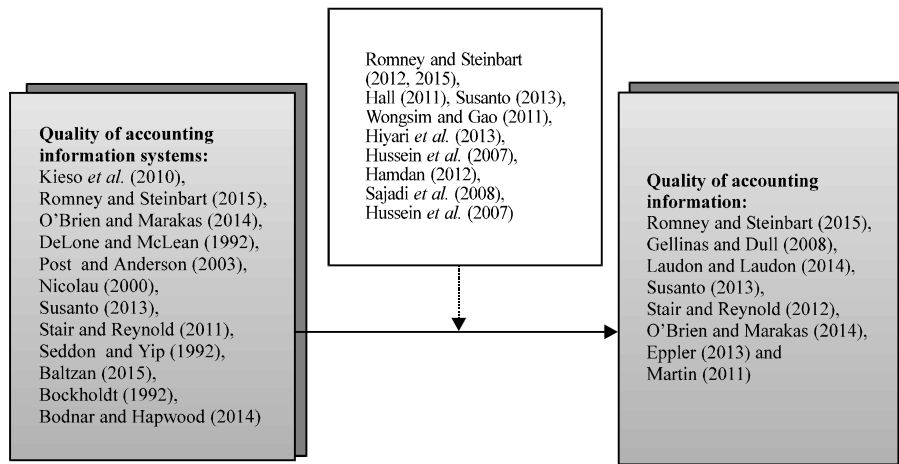 Quality of accounting
information systems:
Kieso et al. (2010),
Romney and Steinbart (2015),
O'Brien and Marakas (2014),
DeLone and McLean (1992),
Post and Anderson (2003),
Nicolau (2000),
Susanto (2013),
Stair and Reynold (2011),
Seddon and Yip (1992),
Baltzan (2015),
Bockholdt (1992),
Bodnar and Hapwood (2014)
Romney and Steinbart
(2012, 2015),
Hall (2011), Susanto (2013),
Wongsim and Gao (2011),
Hiyari et al. (2013),
Hussein et al. (2007),
Hamdan (2012),
Sajadi et al. (2008),
Hussein et al. (2007)
Quality of accounting
information:
Romney and Steinbart (2015),
Gellinas and Dull (2008),
Laudon and Laudon (2014),
Susanto (2013),
Stair and Reynold (2012),
O'Brien and Marakas (2014),
Eppler (2013) and
Martin (2011)